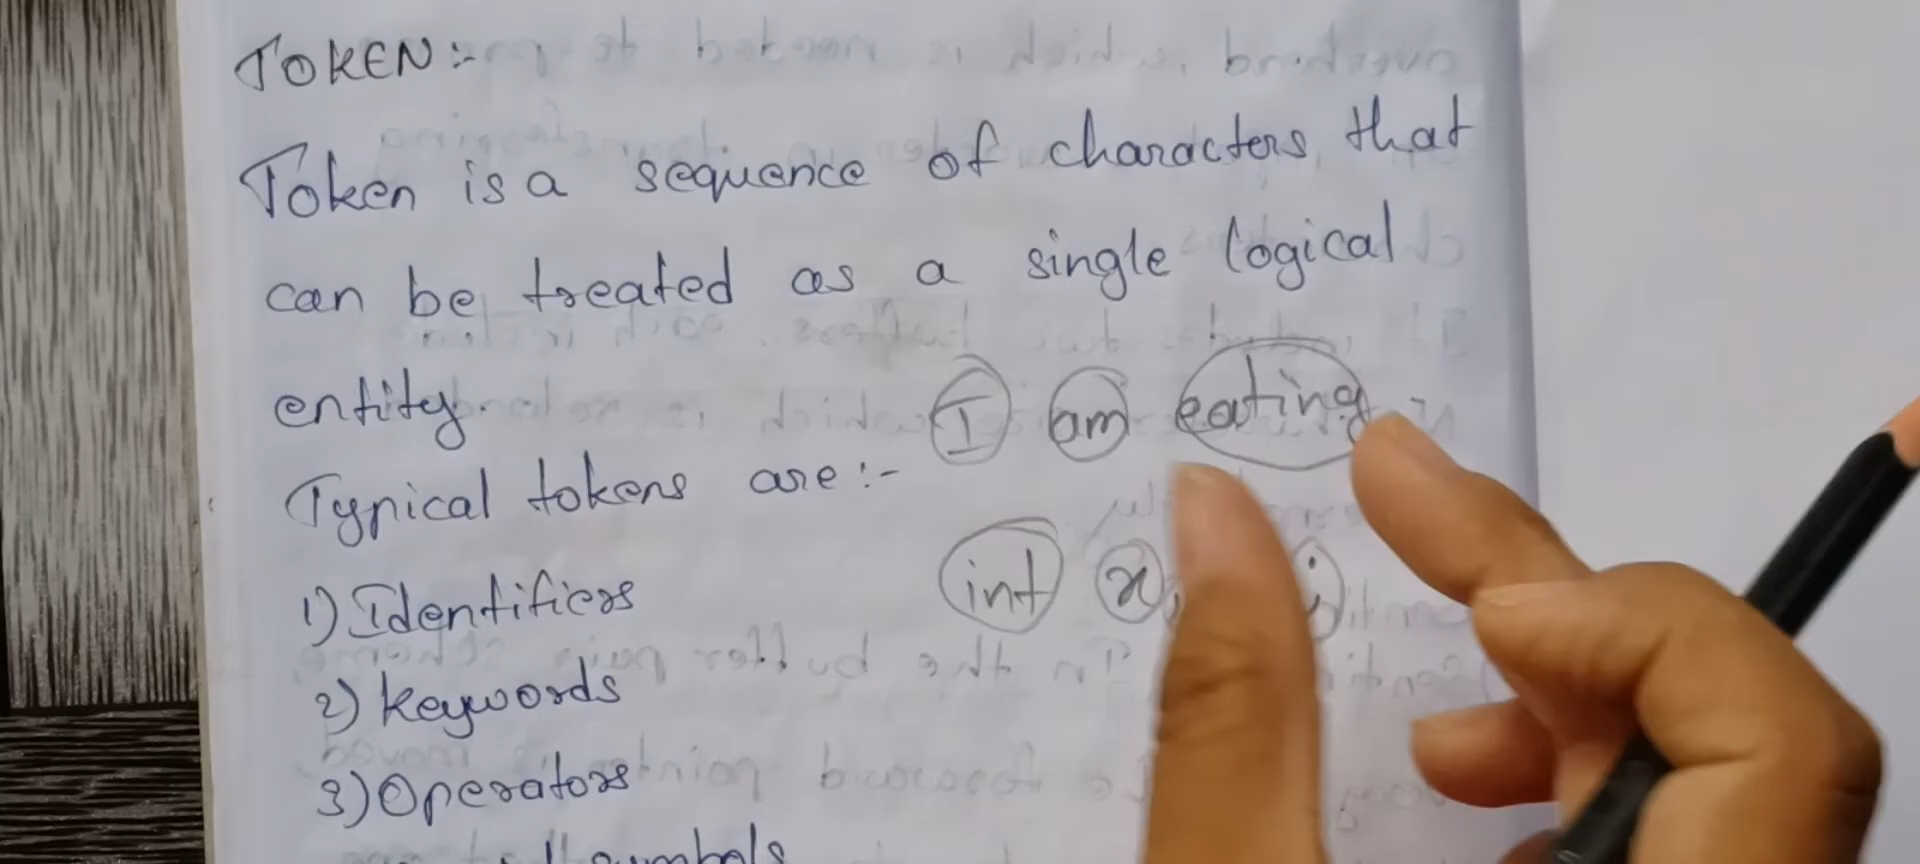 TOKEN :-
Token is a sequence of characters that
can be treated as a single logical
entity.
I am eating
Typical tokens are :-
int x, ;
1) Identifiers
2) keywords
3) Operators
symbols